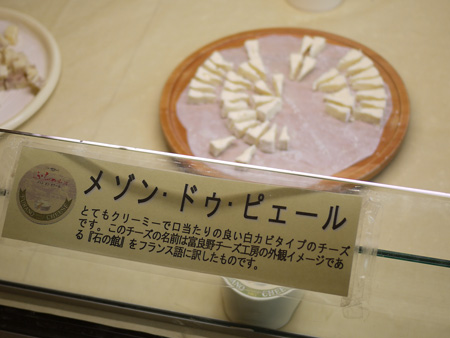 メゾン・ドゥ・ピェール
とてもクリーミーで口当たりの良い白カビタイプのチーズ
です。このチーズの名前は富良野チーズ工房の外観イメージであ
る『石の館』をフランス語に訳したものです。